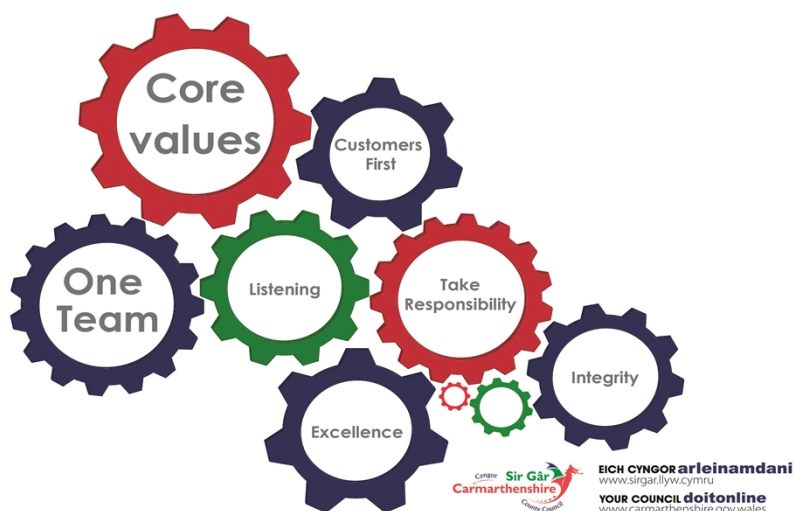 Core
values
Customers
First
One
Team
Listening
Take
Responsibility
Integrity
Excellence
Cyngor Sir Gâr
Carmarthenshire
County Council
EICH CYNGOR arleinamdani
www.sirgar.llyw.cymru
YOUR COUNCIL doitonline
www.carmarthenshire.gov.wales